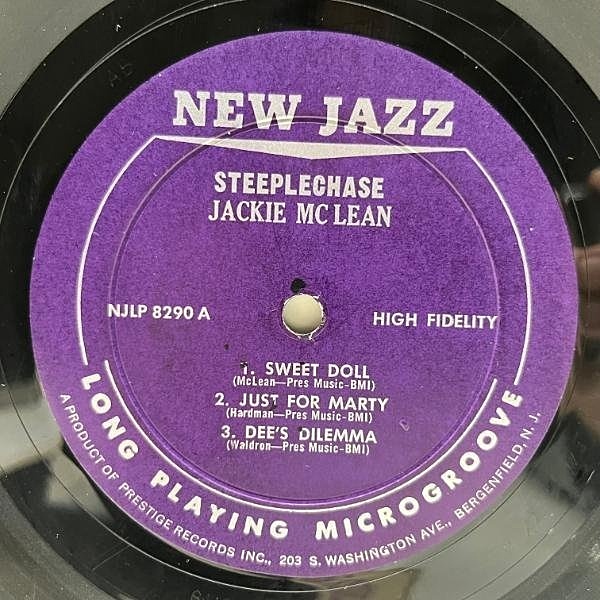 NEW JAZZ
STEEPLECHASE
JACKIE MC LEAN
NJLP 8290 A
HIGH FIDELITY
1. SWEET DOLL
(McLean—Pres Music-BMI)
2. JUST FOR MARTY
(Hardman—Pres Music-BMI)
3. DEE'S DILEMMA
(Waldron—Pres Music-BMI)
LONG PLAYING MICROGROOVE
A PRODUCT OF PRESTIGE RECORDS INC., 203 S. WASHINGTON AVE., BERGENFIELD, N. J.